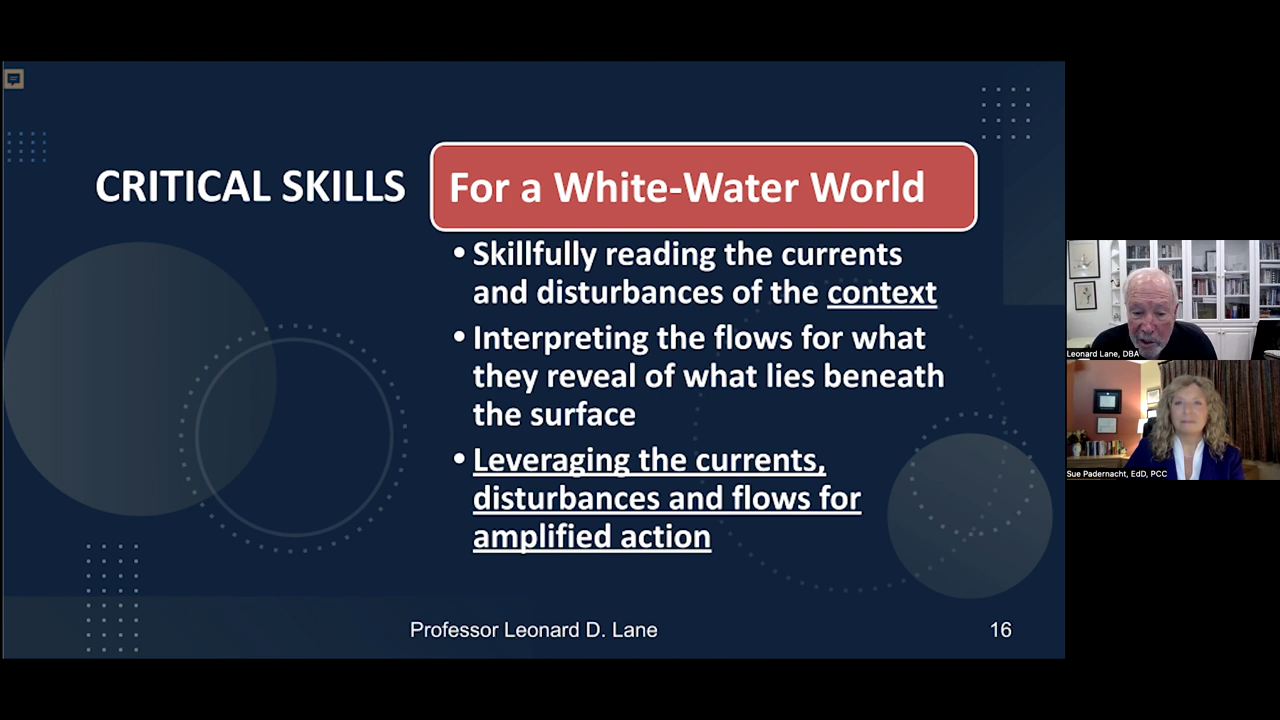 CRITICAL SKILLS
For a White-Water World
• Skillfully reading the currents
and disturbances of the context
• Interpreting the flows for what
they reveal of what lies beneath
the surface
• Leveraging the currents,
disturbances and flows for
amplified action
Professor Leonard D. Lane
16
Leonard Lane, DBA
Sue Padernacht, EdD, PCC